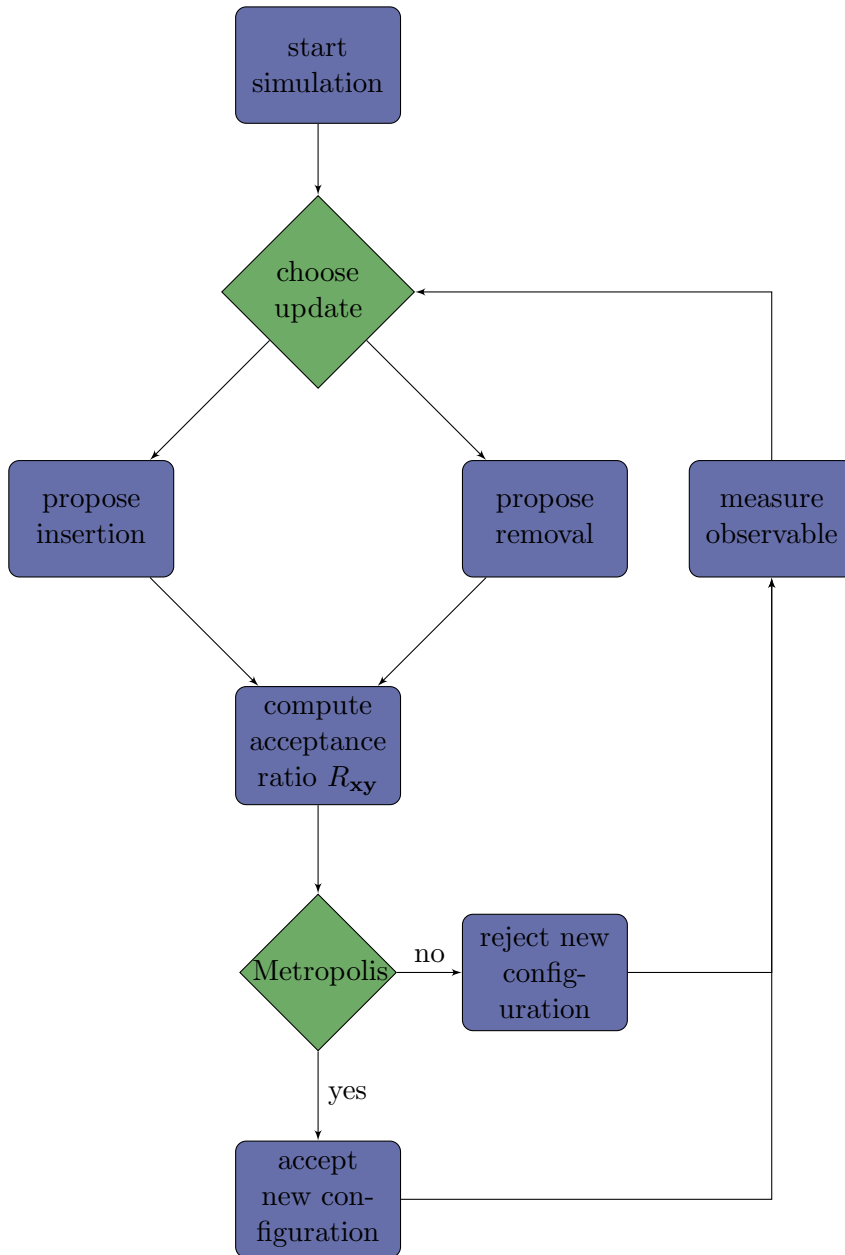 start
simulation
choose
update
propose
insertion
propose
removal
measure
observable
compute
acceptance
ratio $R_{\mathbf{xy}}$
Metropolis
no
reject new
config-
uration
yes
accept
new con-
figuration